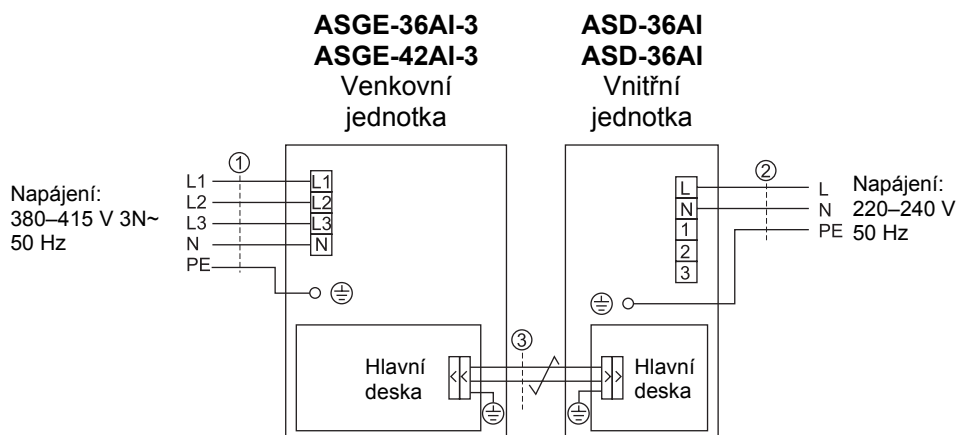 ASGE-36AI-3
ASGE-42AI-3
Venkovní
jednotka
ASD-36AI
ASD-36AI
Vnitřní
jednotka
Napájení:
380–415 V 3N~
50 Hz
①
L1
L2
L3
N
PE
L1
L2
L3
N
L
N
1
2
3
②
L
N
PE
Napájení:
220–240 V
50 Hz
Hlavní
deska
③
Hlavní
deska